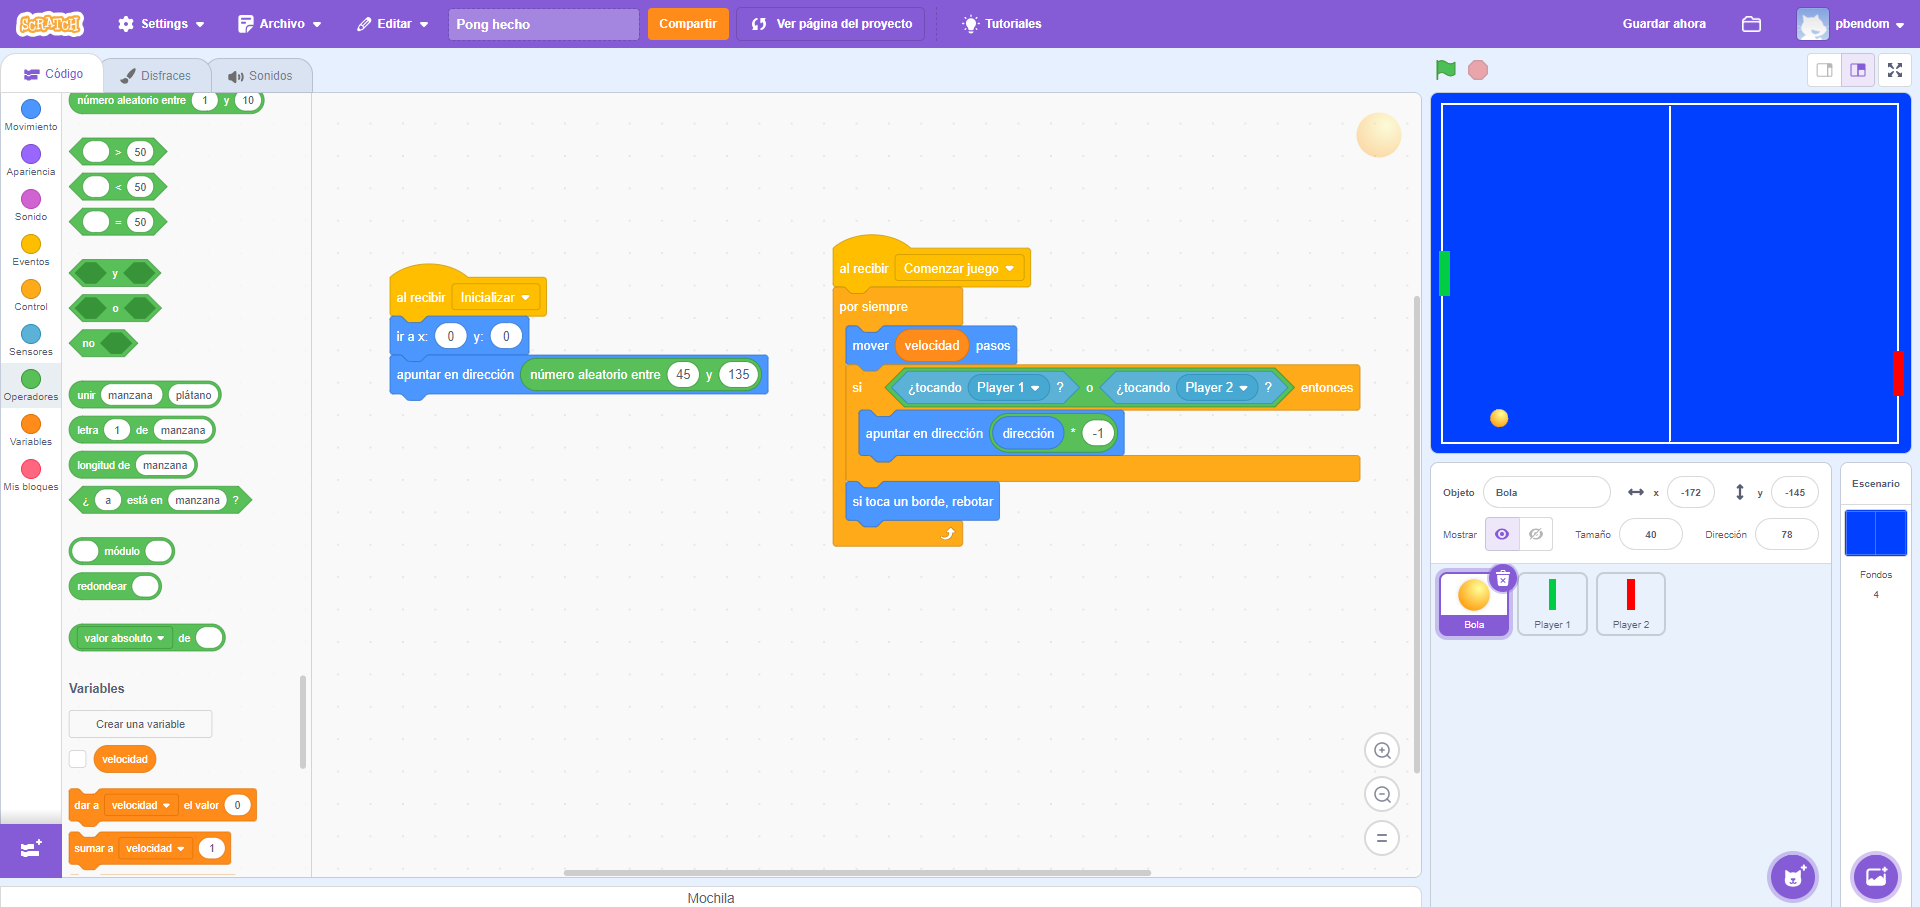 SCRATCH
Settings
Archivo
Editar
Pong hecho
Compartir
Ver página del proyecto
Tutoriales
Guardar ahora
pbendom
Código
Disfraces
Sonidos
Movimiento
Apariencia
Sonido
Eventos
Control
Sensores
Operadores
Variables
Mis bloques
número aleatorio entre 1 y 10
> 50
< 50
= 50
y
o
no
unir manzana plátano
letra 1 de manzana
longitud de manzana
¿ a está en manzana ?
módulo
redondear
valor absoluto de
Variables
Crear una variable
velocidad
dar a velocidad el valor 0
sumar a velocidad 1
al recibir Inicializar
ir a x: 0 y: 0
apuntar en dirección número aleatorio entre 45 y 135
al recibir Comenzar juego
por siempre
mover velocidad pasos
si ¿tocando Player 1 ? o ¿tocando Player 2 ? entonces
apuntar en dirección dirección * -1
si toca un borde, rebotar
Mochila
Objeto Bola x -172 y -145
Mostrar Tamaño 40 Dirección 78
Bola
Player 1
Player 2
Escenario
Fondos
4